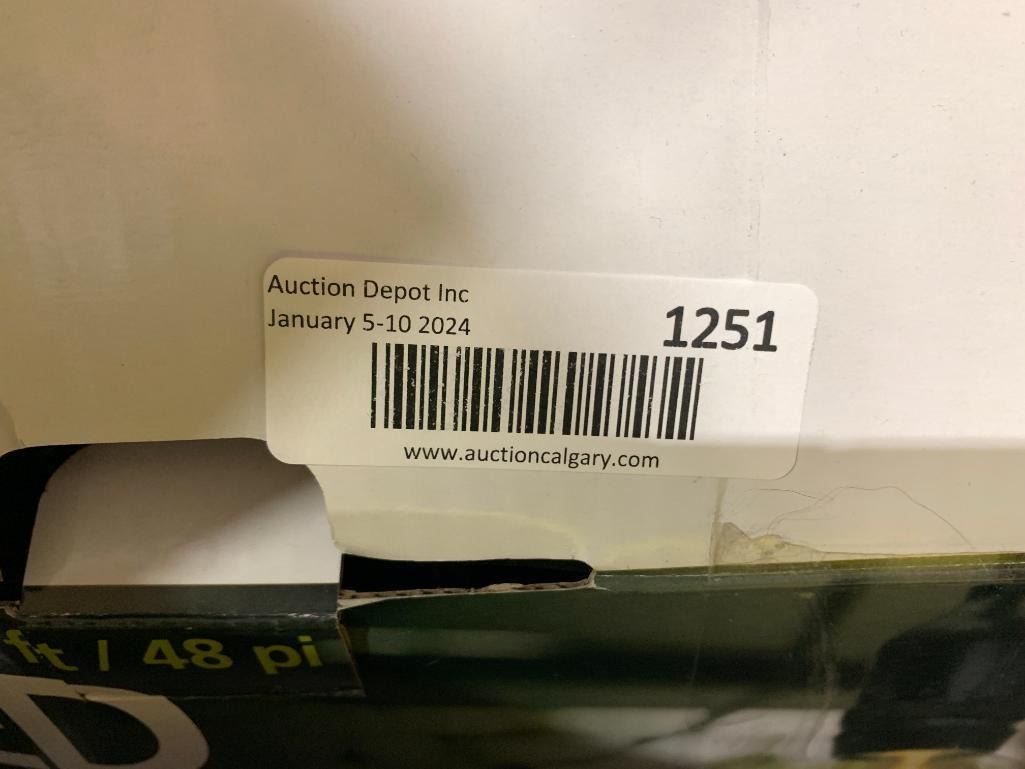 Auction Depot Inc
January 5-10 2024
1251
www.auctioncalgary.com
ft / 48 pi